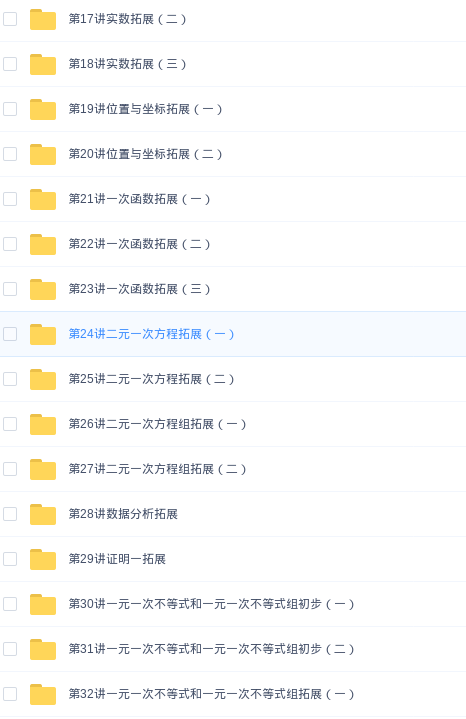 第17讲实数拓展（二）
第18讲实数拓展（三）
第19讲位置与坐标拓展（一）
第20讲位置与坐标拓展（二）
第21讲一次函数拓展（一）
第22讲一次函数拓展（二）
第23讲一次函数拓展（三）
第24讲二元一次方程拓展（一）
第25讲二元一次方程拓展（二）
第26讲二元一次方程组拓展（一）
第27讲二元一次方程组拓展（二）
第28讲数据分析拓展
第29讲证明一拓展
第30讲一元一次不等式和一元一次不等式组初步（一）
第31讲一元一次不等式和一元一次不等式组初步（二）
第32讲一元一次不等式和一元一次不等式组拓展（一）